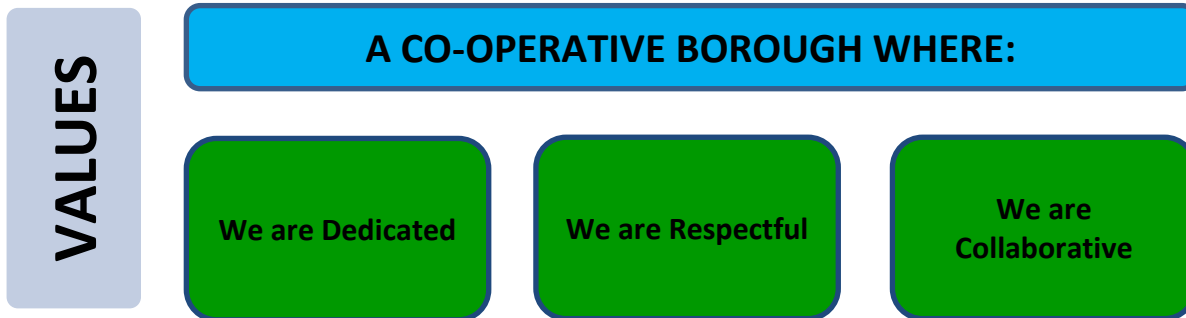 VALUES
A CO-OPERATIVE BOROUGH WHERE:
We are Dedicated
We are Respectful
We are
Collaborative